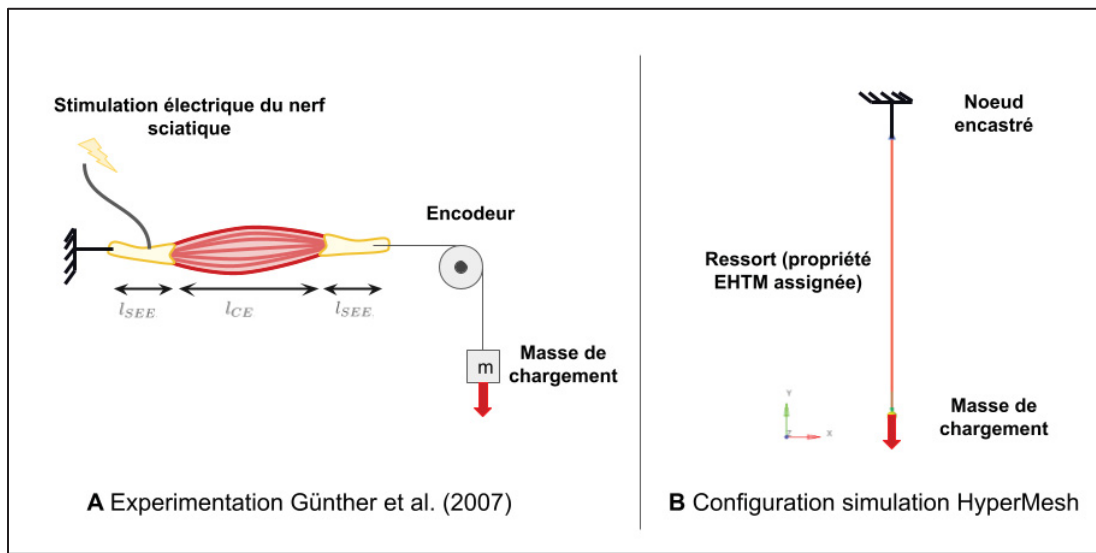 Stimulation électrique du nerf
sciatique
Encodeur
l_SEE
l_CE
l_SEE
Masse de
chargement
m
A Experimentation Günther et al. (2007)
Noeud
encastré
Ressort (propriété
EHTM assignée)
Y
Z
X
Masse de
chargement
B Configuration simulation HyperMesh